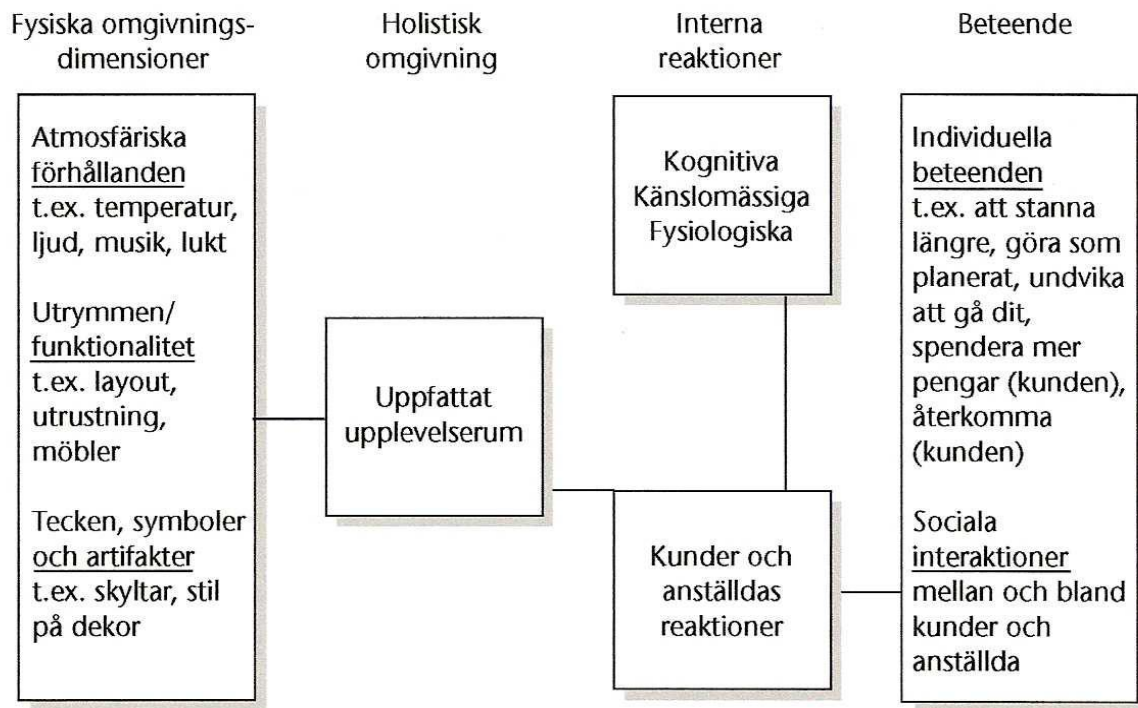 Fysiska omgivnings-
dimensioner
Holistisk
omgivning
Interna
reaktioner
Beteende
Atmosfäriska
förhållanden
t.ex. temperatur,
ljud, musik, lukt
Utrymmen/
funktionalitet
t.ex. layout,
utrustning,
möbler
Tecken, symboler
och artifakter
t.ex. skyltar, stil
på dekor
Uppfattat
upplevelserum
Kognitiva
Känslomässiga
Fysiologiska
Kunder och
anställdas
reaktioner
Individuella
beteenden
t.ex. att stanna
längre, göra som
planerat, undvika
att gå dit,
spendera mer
pengar (kunden),
återkomma
(kunden)
Sociala
interaktioner
mellan och bland
kunder och
anställda